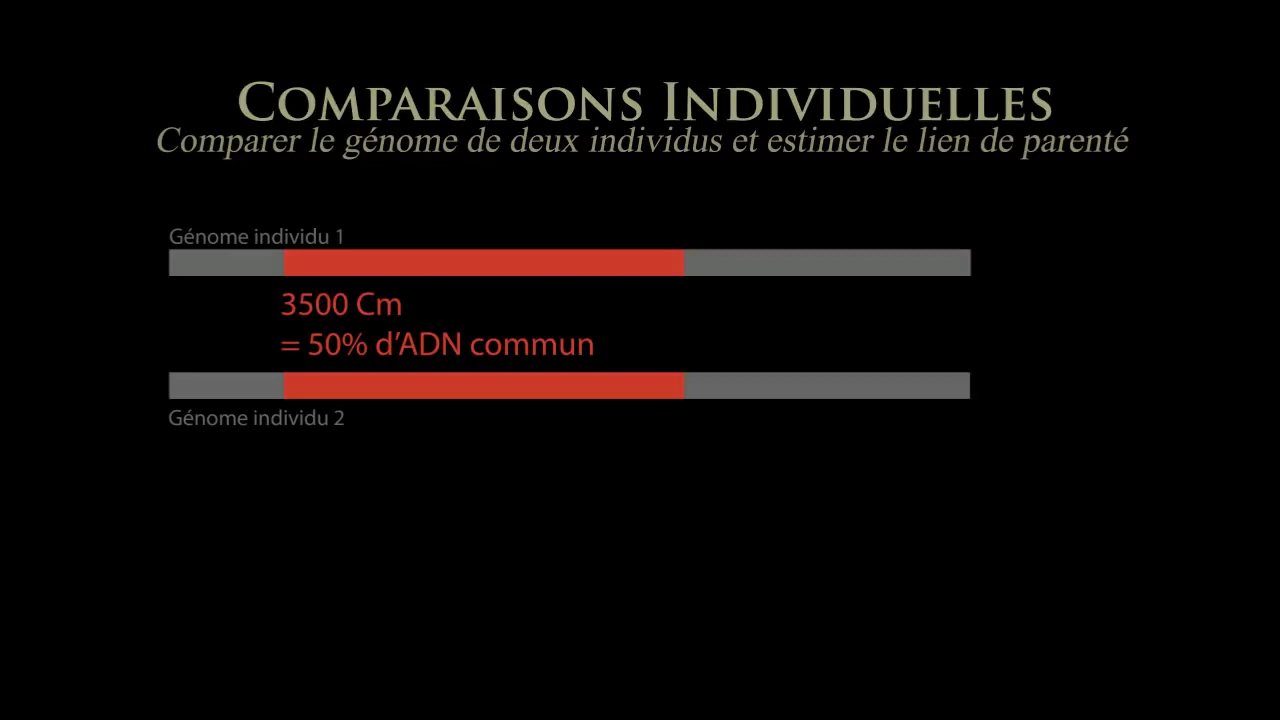 Comparaisons Individuelles
Comparer le génome de deux individus et estimer le lien de parenté
Génome individu 1
3500 Cm
= 50% d’ADN commun
Génome individu 2